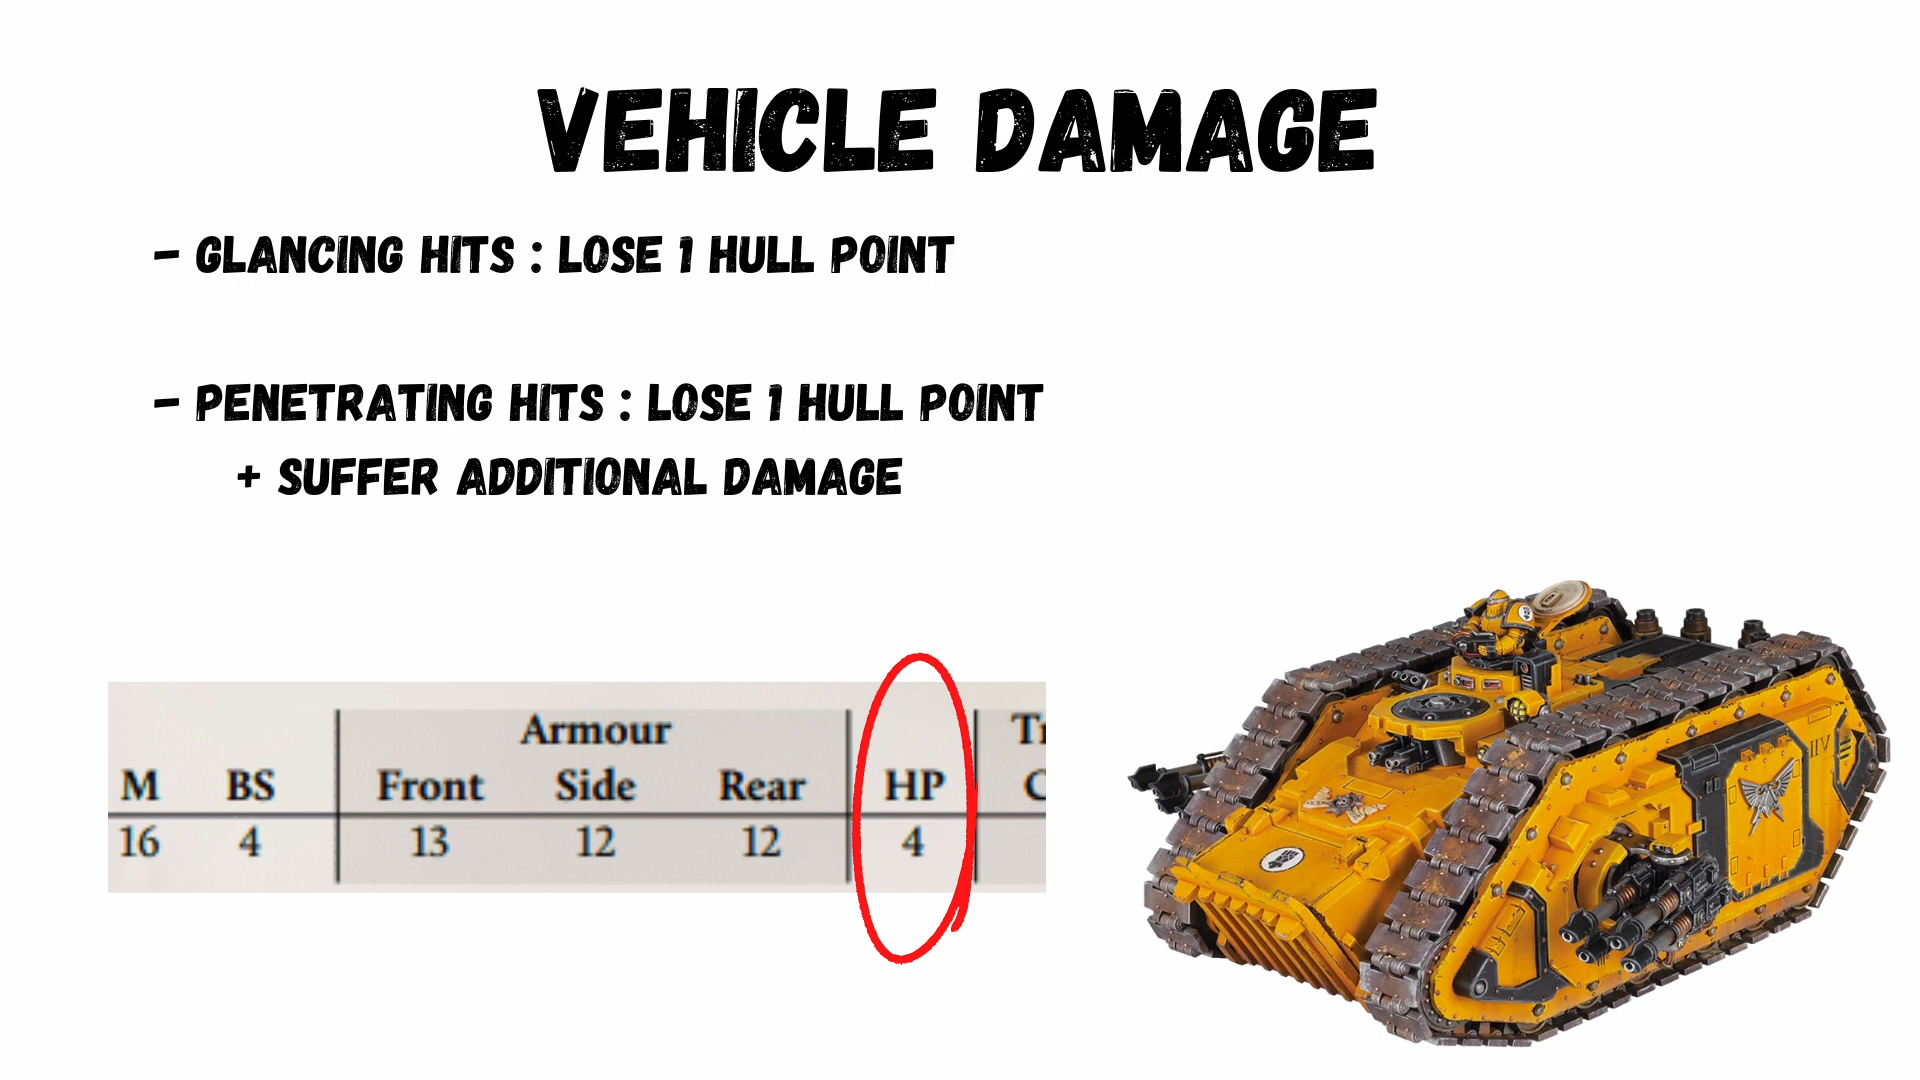 VEHICLE DAMAGE
- GLANCING HITS : LOSE 1 HULL POINT
- PENETRATING HITS : LOSE 1 HULL POINT
+ SUFFER ADDITIONAL DAMAGE
Armour
M BS Front Side Rear HP
16 4 13 12 12 4